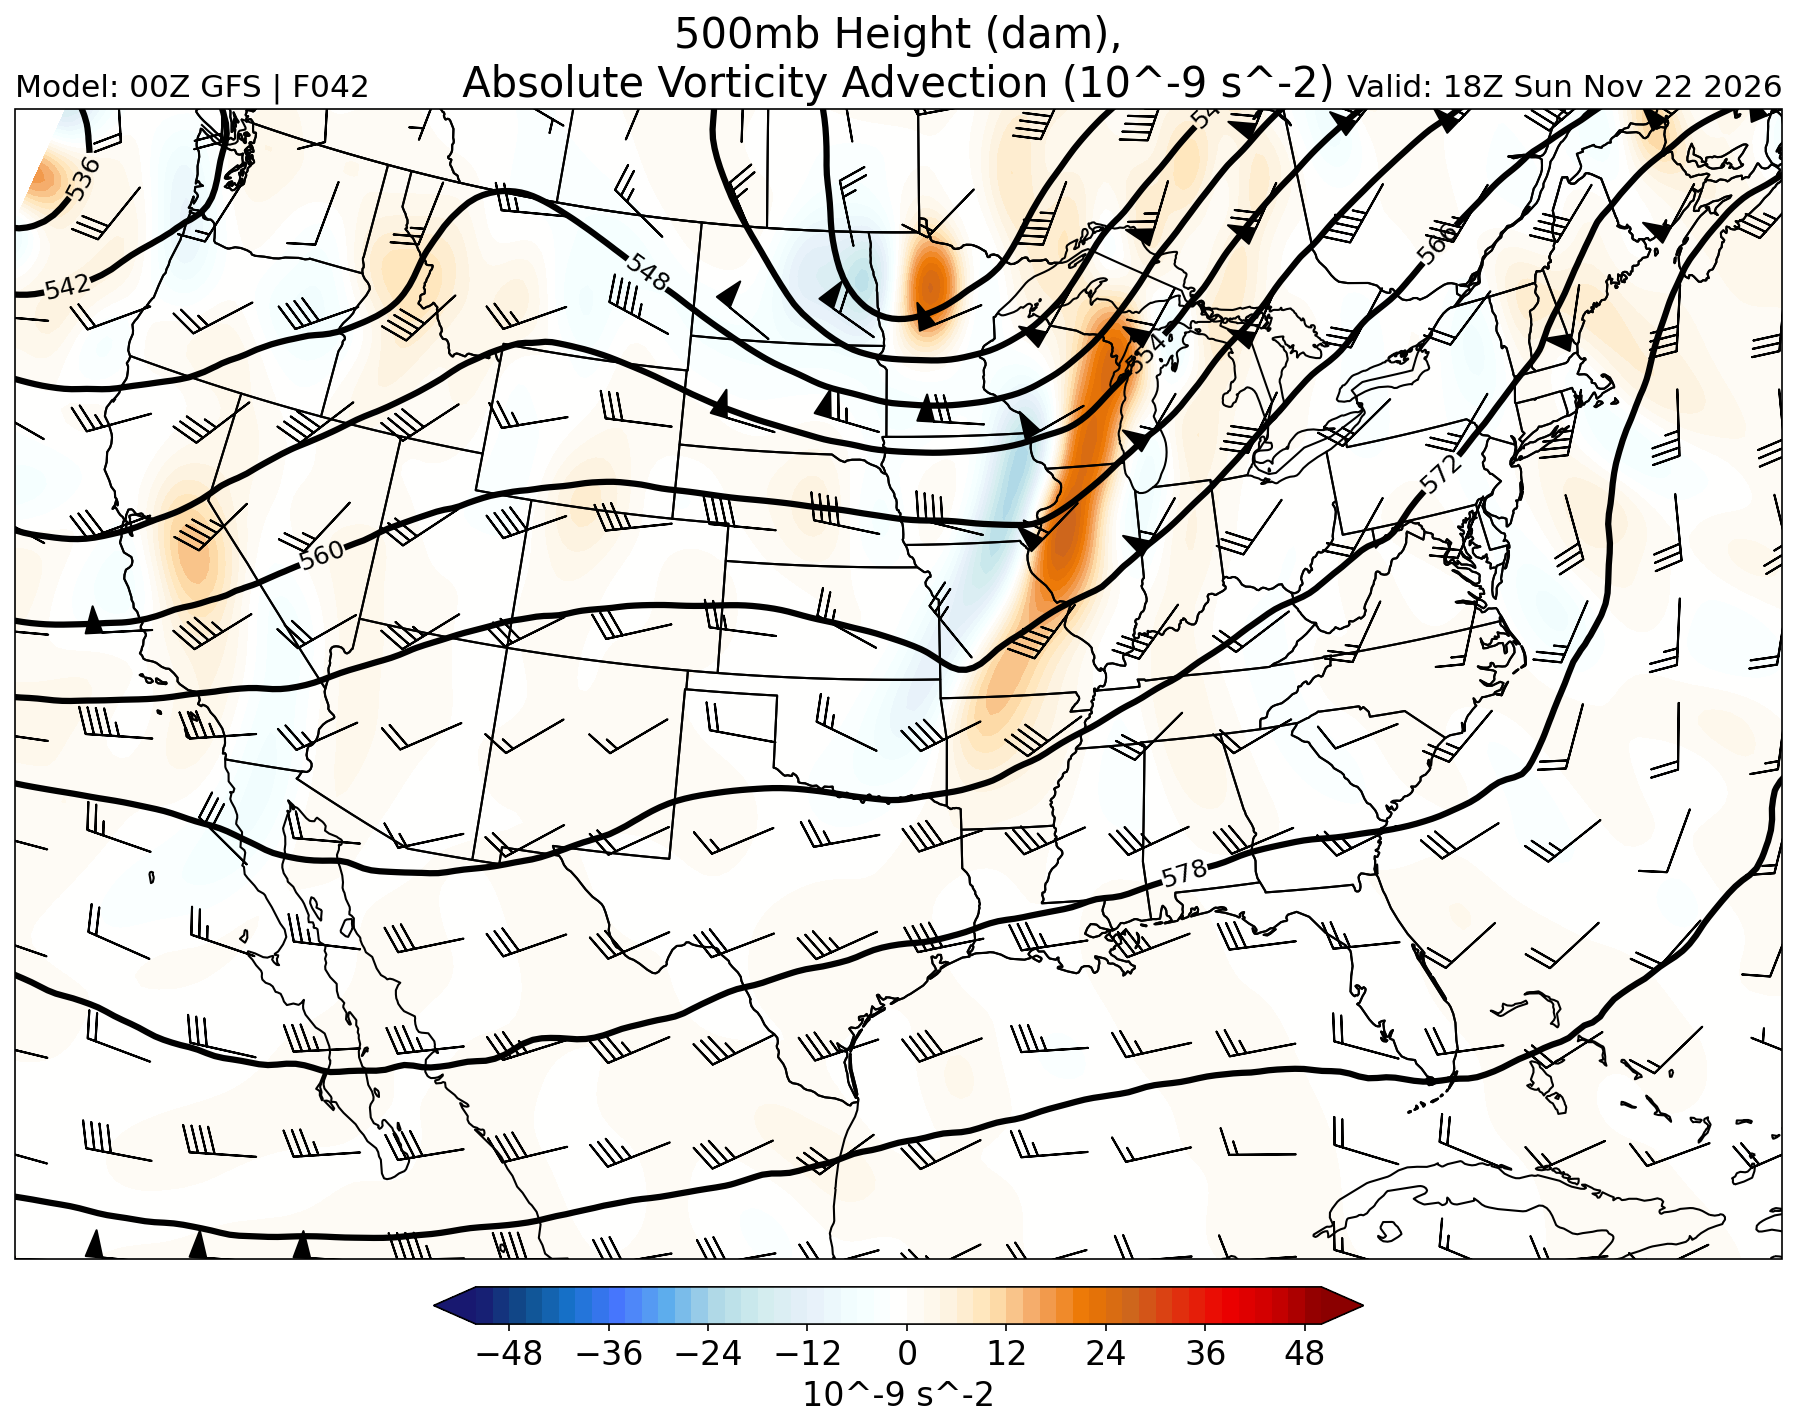 500mb Height (dam),
Model: 00Z GFS | F042
Absolute Vorticity Advection (10^-9 s^-2)
Valid: 18Z Sun Nov 22 2026
536
542
548
554
566
560
572
578
−48 −36 −24 −12 0 12 24 36 48
10^-9 s^-2